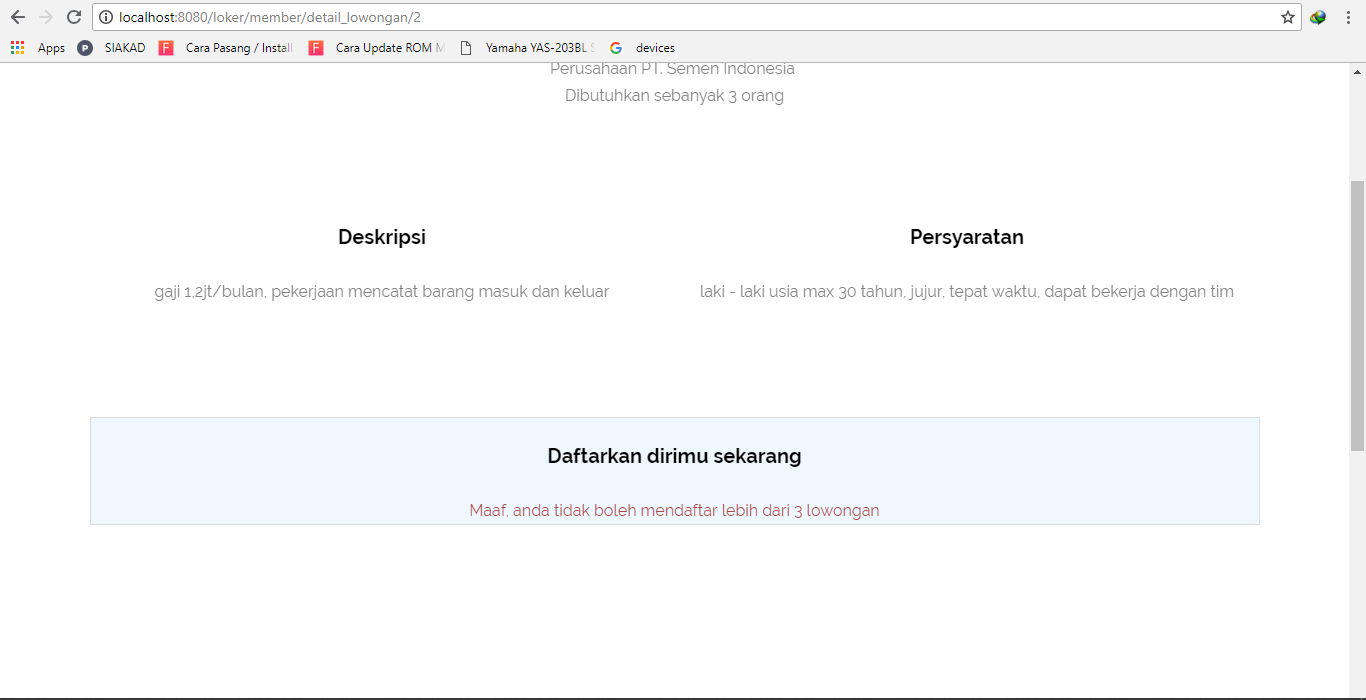 localhost:8080/loker/member/detail_lowongan/2
Apps P SIAKAD F Cara Pasang / Instal F Cara Update ROM M Yamaha YAS-203BL S G devices
Perusahaan PT. Semen Indonesia
Dibutuhkan sebanyak 3 orang
Deskripsi
Persyaratan
gaji 1,2jt/bulan, pekerjaan mencatat barang masuk dan keluar
laki - laki usia max 30 tahun, jujur, tepat waktu, dapat bekerja dengan tim
Daftarkan dirimu sekarang
Maaf, anda tidak boleh mendaftar lebih dari 3 lowongan